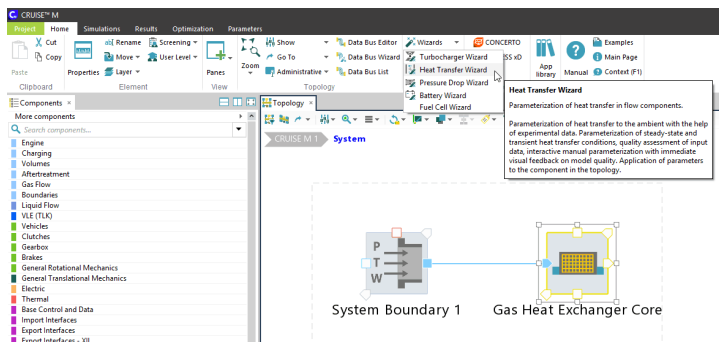 CRUISE™ M
Project Home Simulations Results Optimization Parameters
Cut
Copy
Paste
Clipboard
Properties
Rename
Screening
Move
User Level
Layer
Element
Panes
View
Zoom
Show
Go To
Administrative
Data Bus Editor
Data Bus Wizard
Data Bus List
Topology
Wizards
Turbocharger Wizard
Heat Transfer Wizard
Pressure Drop Wizard
Battery Wizard
Fuel Cell Wizard
CONCERTO
xD
App
library
Manual
Examples
Main Page
Context (F1)
Heat Transfer Wizard
Parameterization of heat transfer in flow components.
Parameterization of heat transfer to the ambient with the help
of experimental data. Parameterization of steady-state and
transient heat transfer conditions, quality assessment of input
data, interactive manual parameterization with immediate
visual feedback on model quality. Application of parameters
to the component in the topology.
Components
More components
Search components...
Engine
Charging
Volumes
Aftertreatment
Gas Flow
Boundaries
Liquid Flow
VLE (TLK)
Vehicles
Clutches
Gearbox
Brakes
General Rotational Mechanics
General Translational Mechanics
Electric
Thermal
Base Control and Data
Import Interfaces
Export Interfaces
Export Interfaces - XIL
Topology
CRUISE M 1 System
P
T
W
System Boundary 1 Gas Heat Exchanger Core